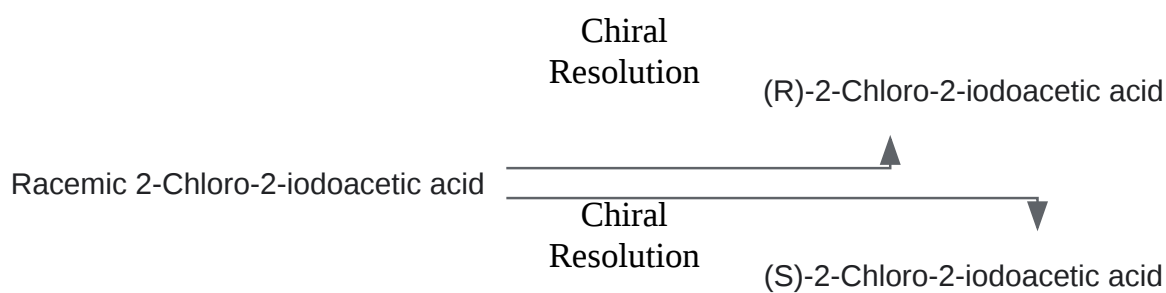 Chiral
Resolution
(R)-2-Chloro-2-iodoacetic acid
Racemic 2-Chloro-2-iodoacetic acid
Chiral
Resolution
(S)-2-Chloro-2-iodoacetic acid